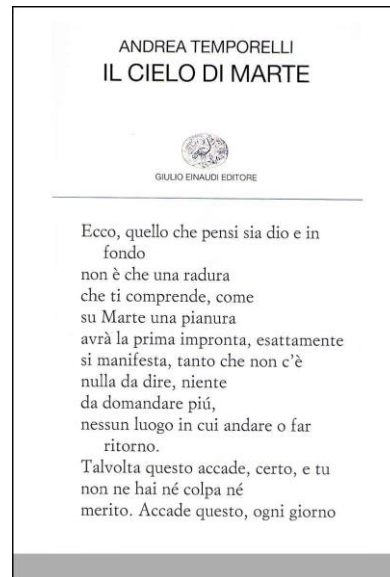 ANDREA TEMPORELLI
IL CIELO DI MARTE
GIULIO EINAUDI EDITORE
Ecco, quello che pensi sia dio e in
fondo
non è che una radura
che ti comprende, come
su Marte una pianura
avrà la prima impronta, esattamente
si manifesta, tanto che non c'è
nulla da dire, niente
da domandare piú,
nessun luogo in cui andare o far
ritorno.
Talvolta questo accade, certo, e tu
non ne hai né colpa né
merito. Accade questo, ogni giorno